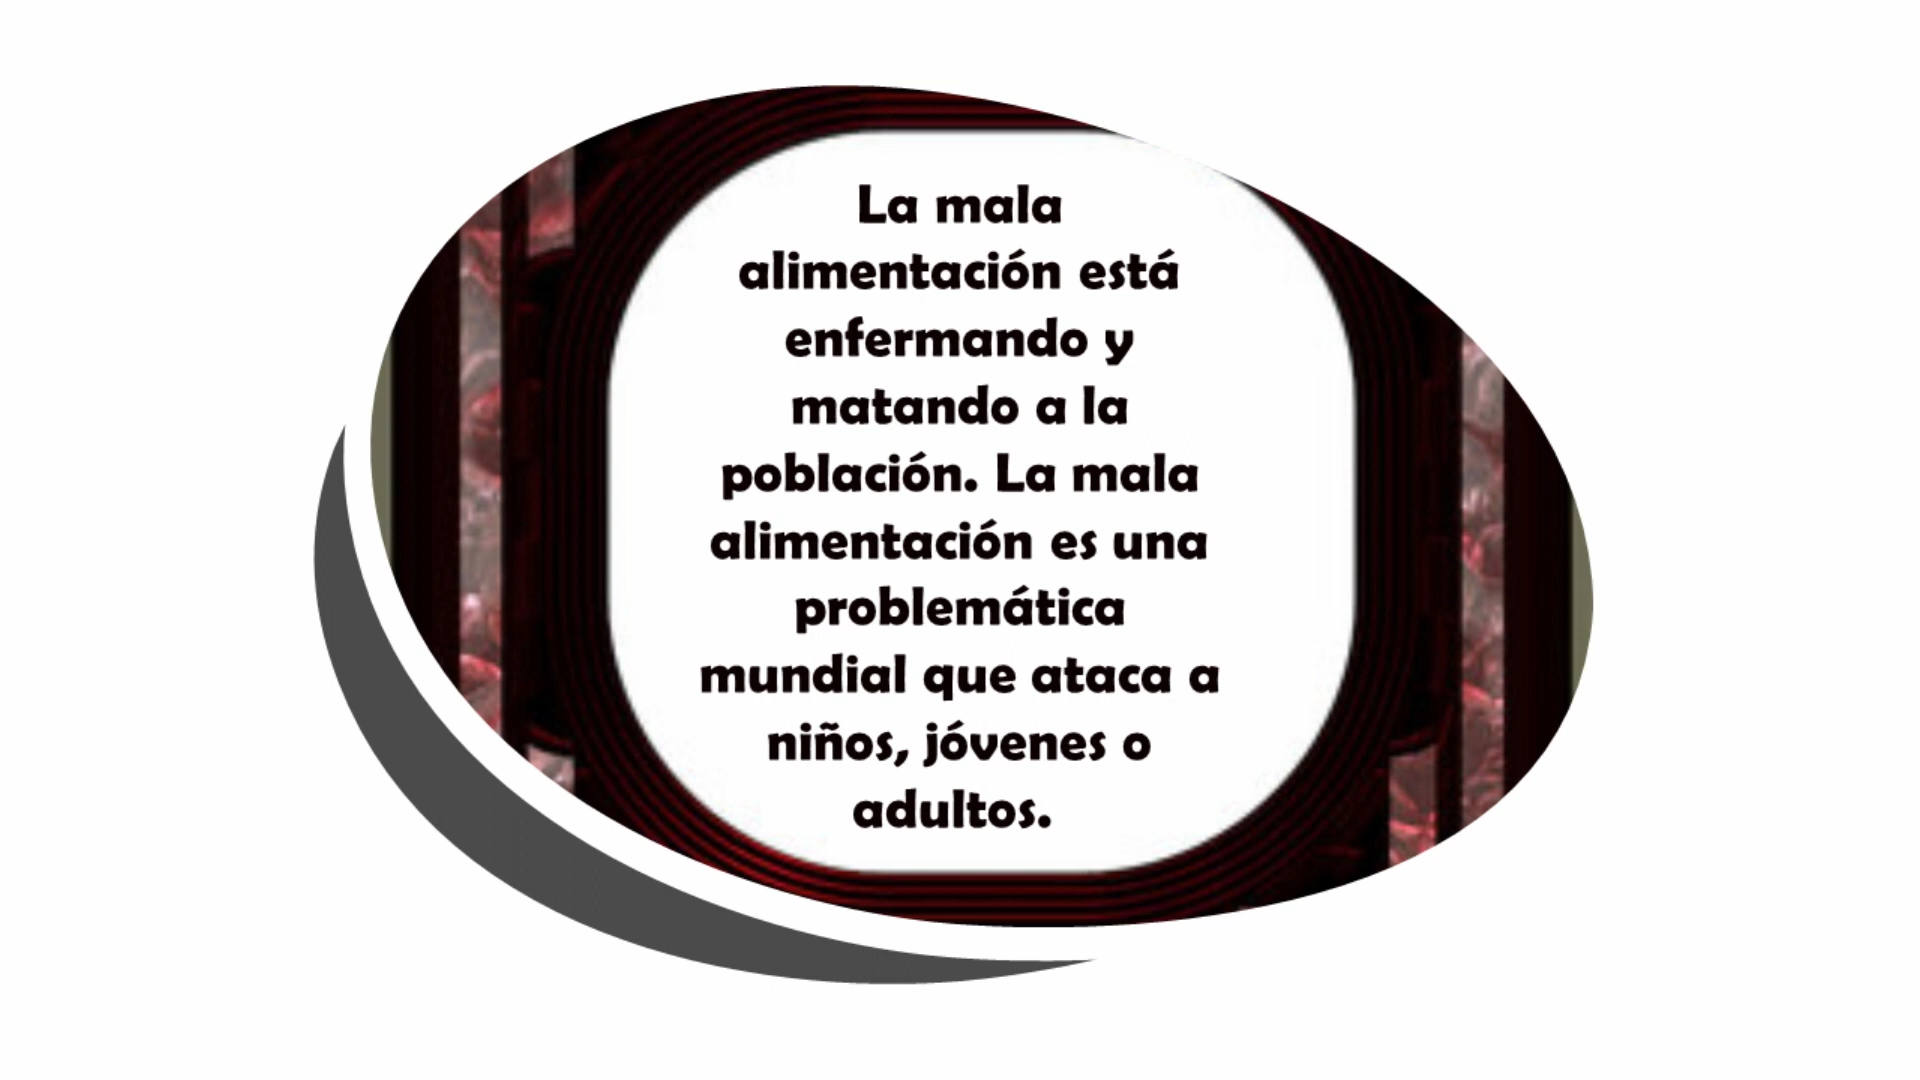 La mala
alimentación está
enfermando y
matando a la
población. La mala
alimentación es una
problemática
mundial que ataca a
niños, jóvenes o
adultos.